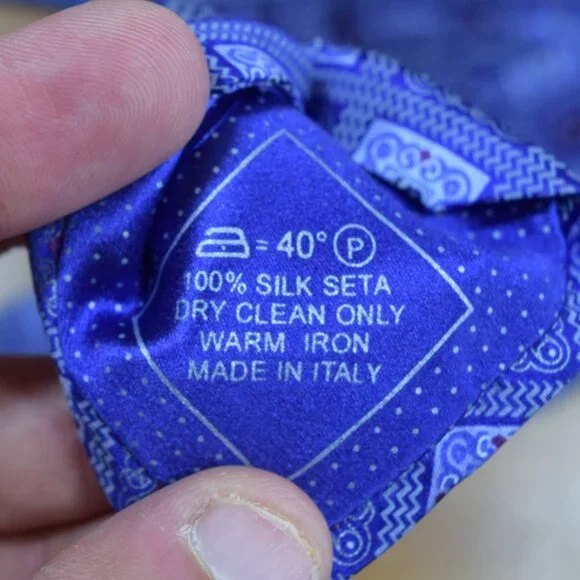 = 40° P
100% SILK SETA
DRY CLEAN ONLY
WARM IRON
MADE IN ITALY